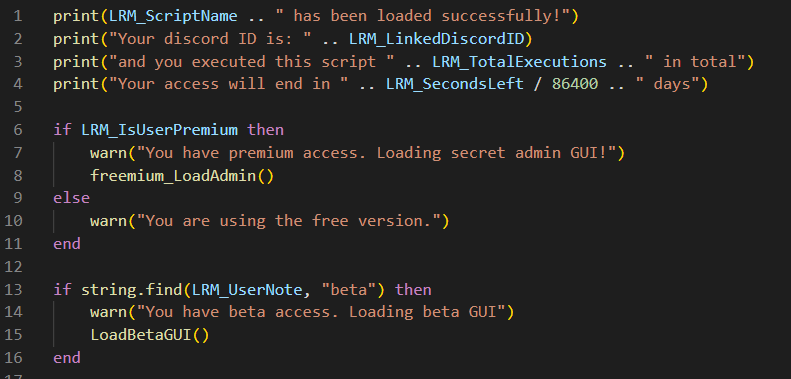 1 print(LRM_ScriptName .. " has been loaded successfully!")
2 print("Your discord ID is: " .. LRM_LinkedDiscordID)
3 print("and you executed this script " .. LRM_TotalExecutions .. " in total")
4 print("Your access will end in " .. LRM_SecondsLeft / 86400 .. " days")
5
6 if LRM_IsUserPremium then
7     warn("You have premium access. Loading secret admin GUI!")
8     freemium_LoadAdmin()
9 else
10     warn("You are using the free version.")
11 end
12
13 if string.find(LRM_UserNote, "beta") then
14     warn("You have beta access. Loading beta GUI")
15     LoadBetaGUI()
16 end
17